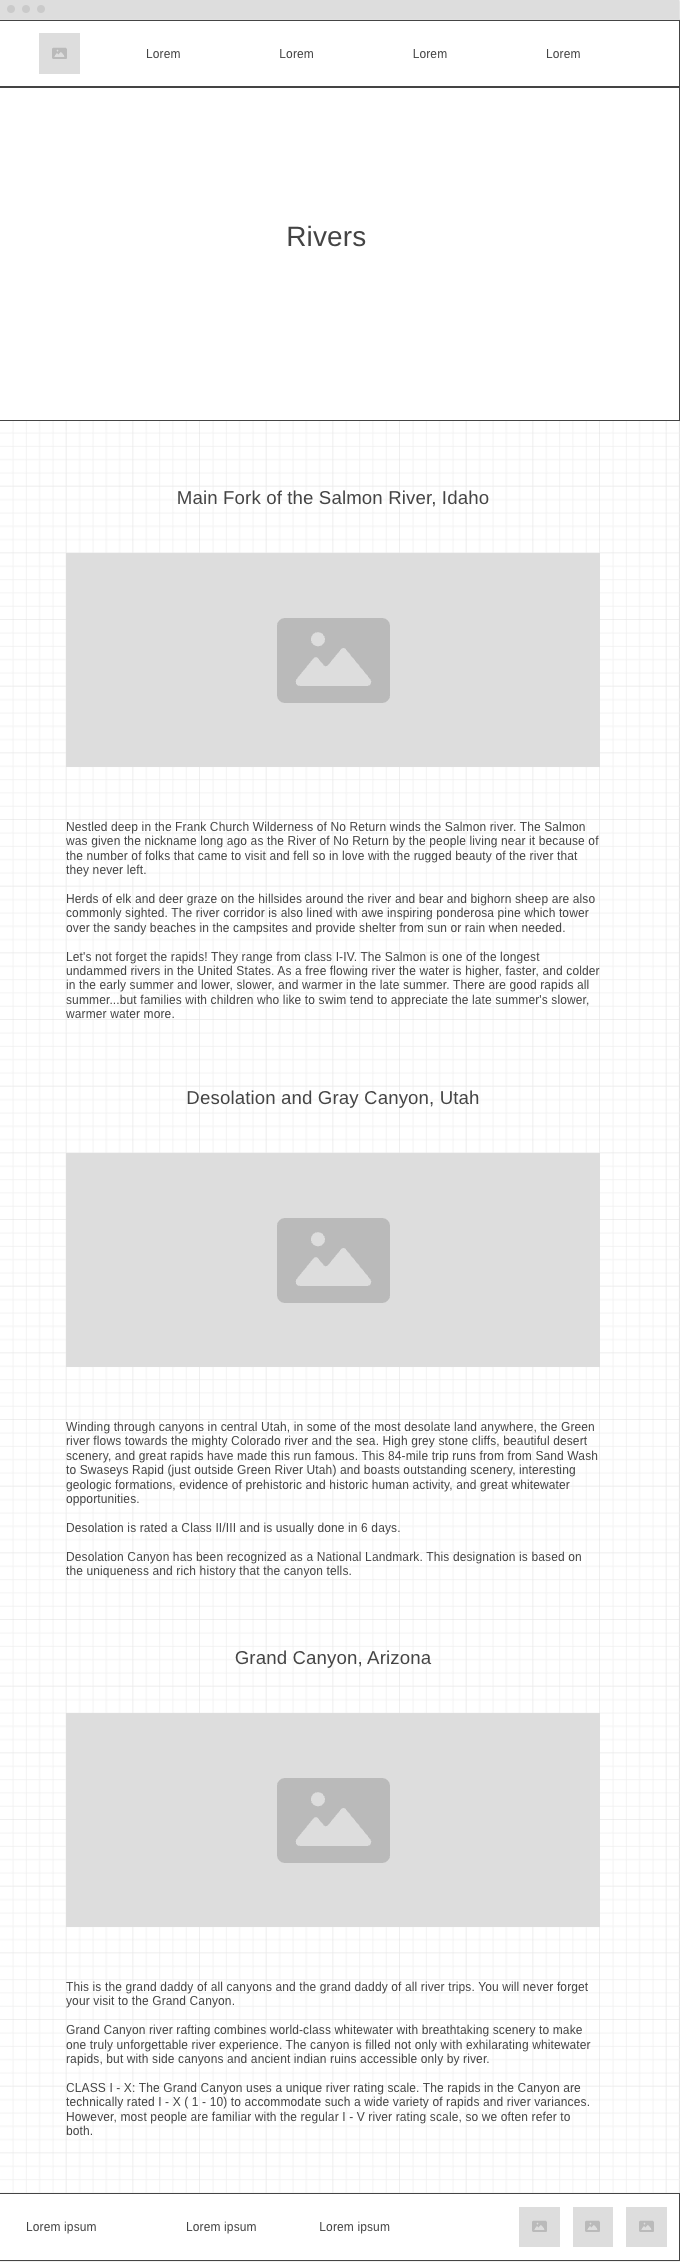 Lorem Lorem Lorem Lorem
Rivers
Main Fork of the Salmon River, Idaho
Nestled deep in the Frank Church Wilderness of No Return winds the Salmon river. The Salmon
was given the nickname long ago as the River of No Return by the people living near it because of
the number of folks that came to visit and fell so in love with the rugged beauty of the river that
they never left.
Herds of elk and deer graze on the hillsides around the river and bear and bighorn sheep are also
commonly sighted. The river corridor is also lined with awe inspiring ponderosa pine which tower
over the sandy beaches in the campsites and provide shelter from sun or rain when needed.
Let's not forget the rapids! They range from class I-IV. The Salmon is one of the longest
undammed rivers in the United States. As a free flowing river the water is higher, faster, and colder
in the early summer and lower, slower, and warmer in the late summer. There are good rapids all
summer...but families with children who like to swim tend to appreciate the late summer's slower,
warmer water more.
Desolation and Gray Canyon, Utah
Winding through canyons in central Utah, in some of the most desolate land anywhere, the Green
river flows towards the mighty Colorado river and the sea. High grey stone cliffs, beautiful desert
scenery, and great rapids have made this run famous. This 84-mile trip runs from from Sand Wash
to Swaseys Rapid (just outside Green River Utah) and boasts outstanding scenery, interesting
geologic formations, evidence of prehistoric and historic human activity, and great whitewater
opportunities.
Desolation is rated a Class II/III and is usually done in 6 days.
Desolation Canyon has been recognized as a National Landmark. This designation is based on
the uniqueness and rich history that the canyon tells.
Grand Canyon, Arizona
This is the grand daddy of all canyons and the grand daddy of all river trips. You will never forget
your visit to the Grand Canyon.
Grand Canyon river rafting combines world-class whitewater with breathtaking scenery to make
one truly unforgettable river experience. The canyon is filled not only with exhilarating whitewater
rapids, but with side canyons and ancient indian ruins accessible only by river.
CLASS I - X: The Grand Canyon uses a unique river rating scale. The rapids in the Canyon are
technically rated I - X ( 1 - 10) to accommodate such a wide variety of rapids and river variances.
However, most people are familiar with the regular I - V river rating scale, so we often refer to
both.
Lorem ipsum Lorem ipsum Lorem ipsum